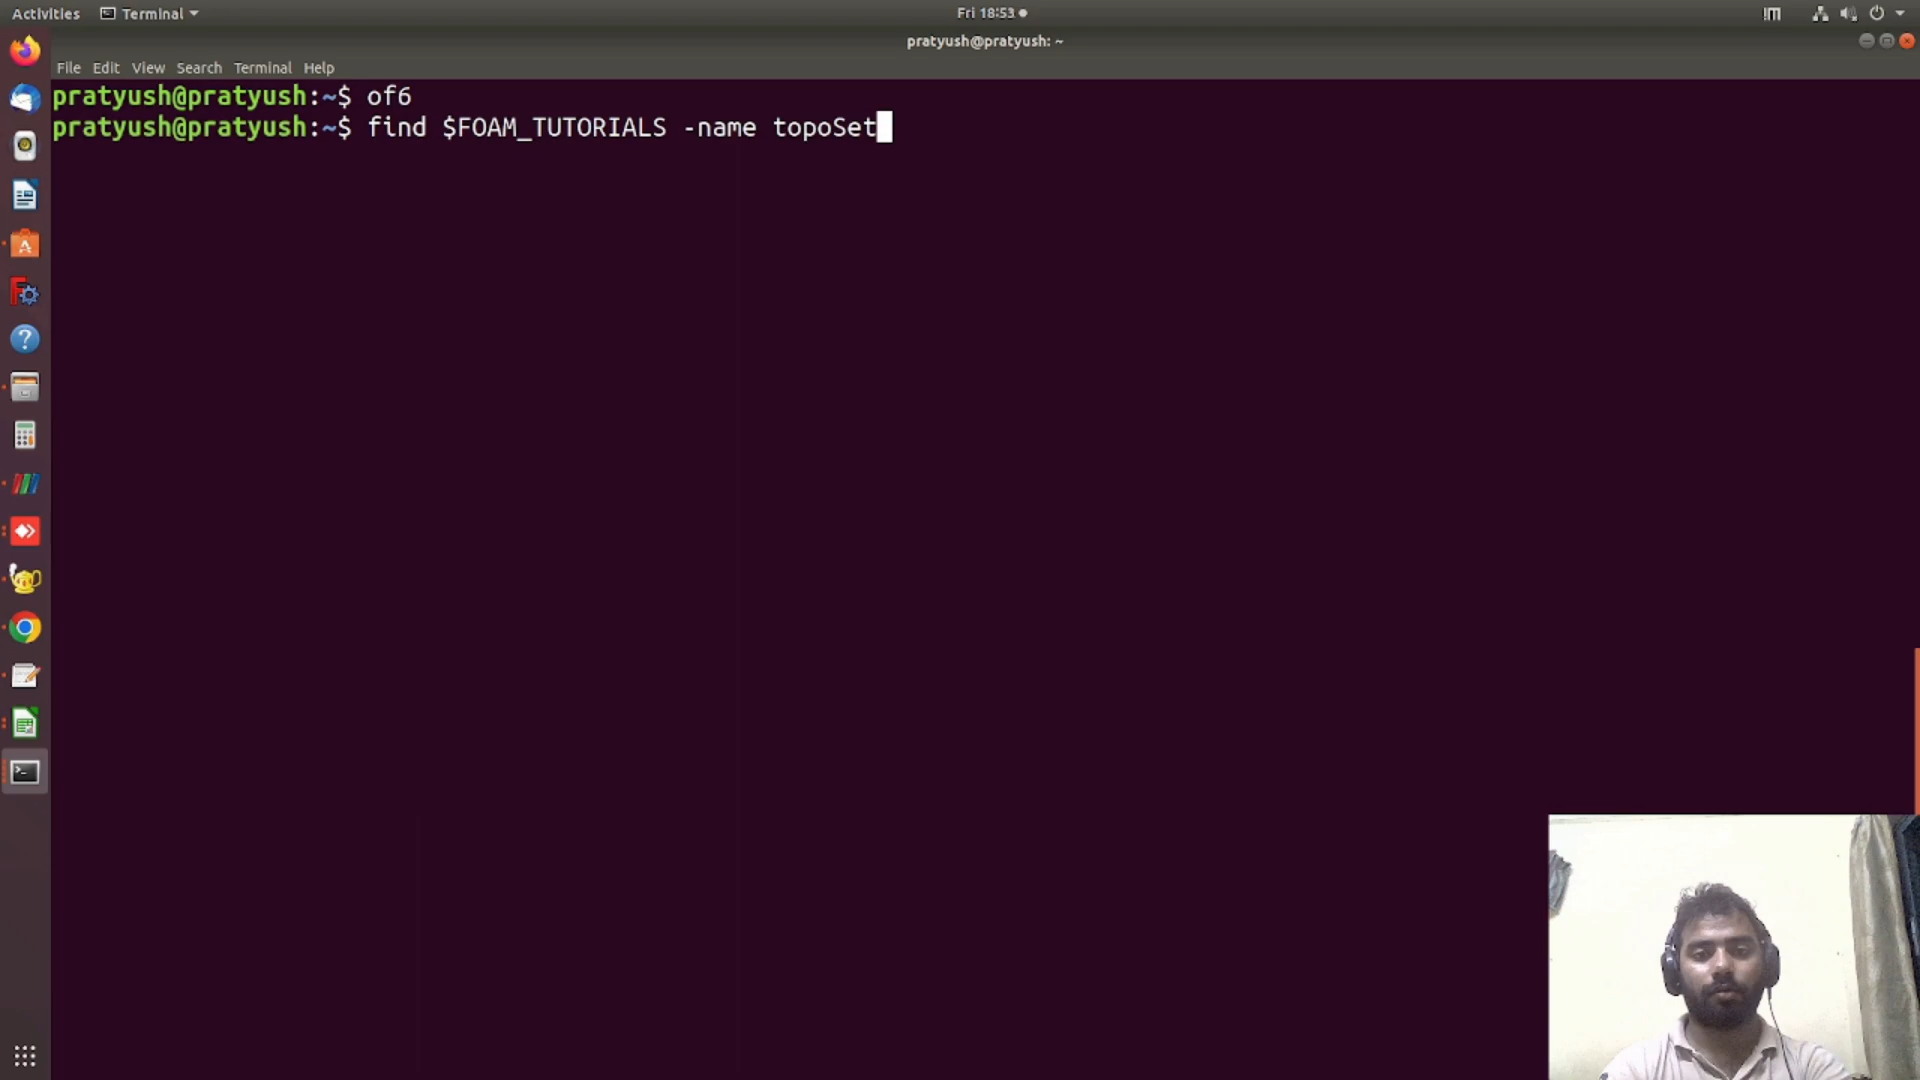 Activities Terminal Fri 18:53
pratyush@pratyush: ~
File Edit View Search Terminal Help
pratyush@pratyush:~$ of6
pratyush@pratyush:~$ find $FOAM_TUTORIALS -name topoSet